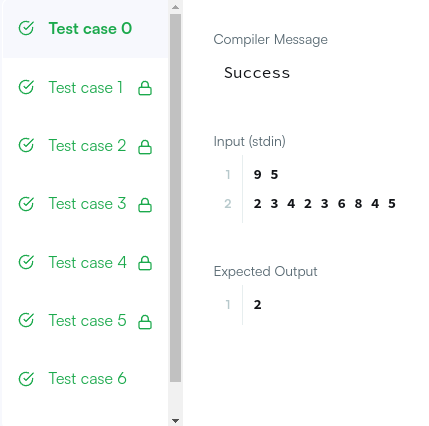 Test case 0
Test case 1
Test case 2
Test case 3
Test case 4
Test case 5
Test case 6
Compiler Message
Success
Input (stdin)
1 9 5
2 2 3 4 2 3 6 8 4 5
Expected Output
1 2